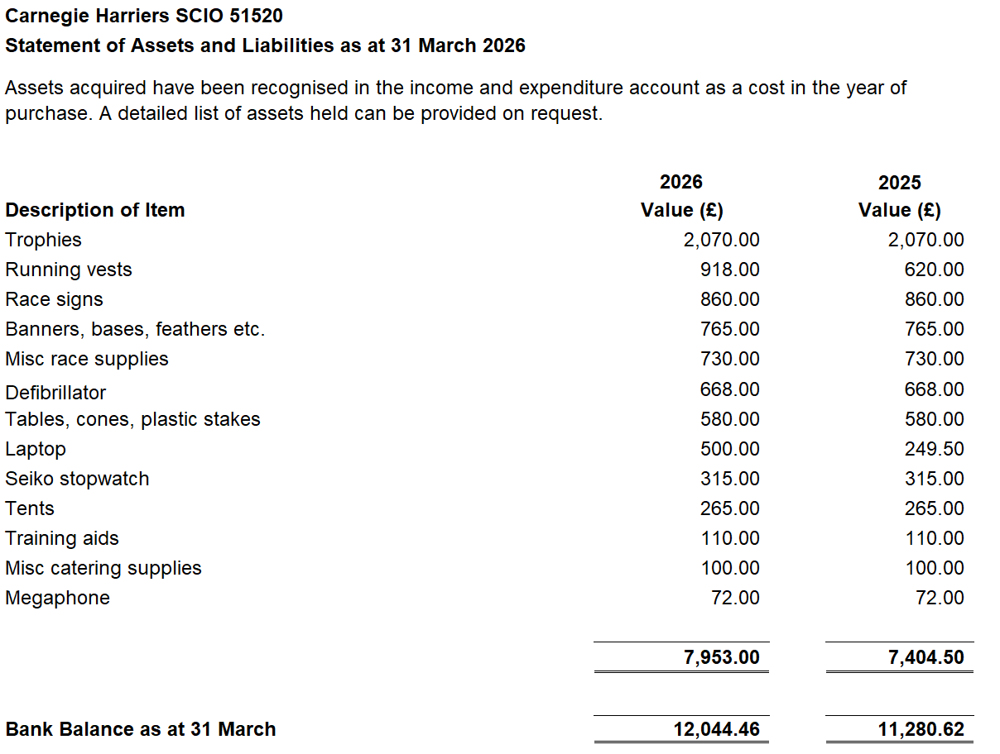 Carnegie Harriers SCIO 51520
Statement of Assets and Liabilities as at 31 March 2026
Assets acquired have been recognised in the income and expenditure account as a cost in the year of
purchase. A detailed list of assets held can be provided on request.
2026 2025
Description of Item Value (£) Value (£)
Trophies 2,070.00 2,070.00
Running vests 918.00 620.00
Race signs 860.00 860.00
Banners, bases, feathers etc. 765.00 765.00
Misc race supplies 730.00 730.00
Defibrillator 668.00 668.00
Tables, cones, plastic stakes 580.00 580.00
Laptop 500.00 249.50
Seiko stopwatch 315.00 315.00
Tents 265.00 265.00
Training aids 110.00 110.00
Misc catering supplies 100.00 100.00
Megaphone 72.00 72.00
7,953.00 7,404.50
Bank Balance as at 31 March 12,044.46 11,280.62